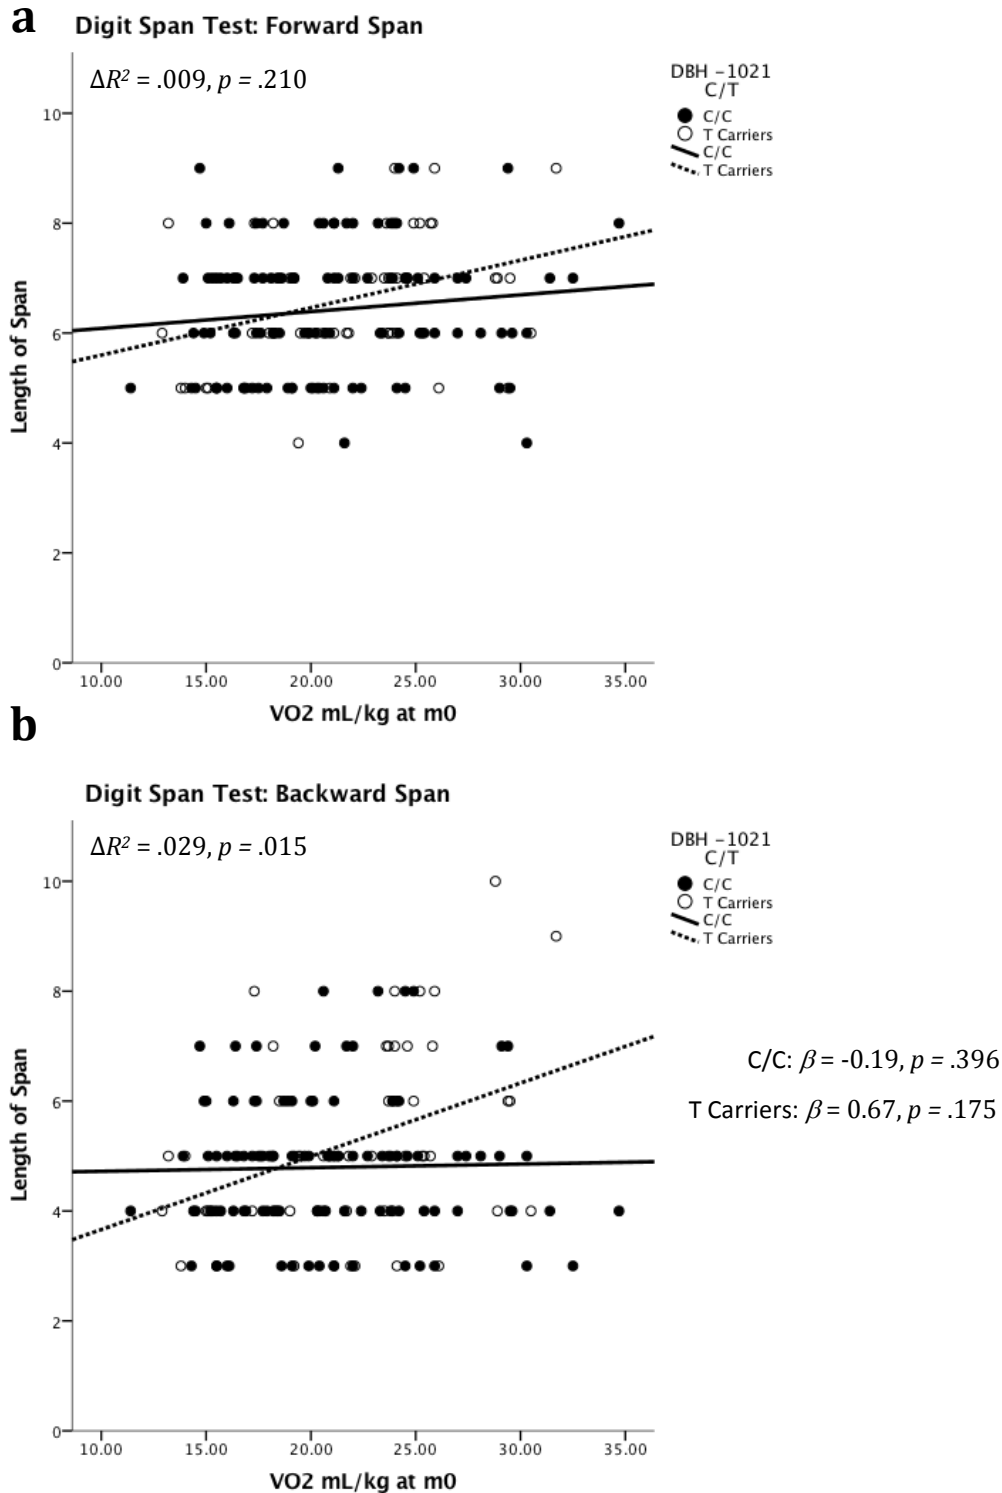 a
Digit Span Test: Forward Span
ΔR² = .009, p = .210
DBH -1021
C/T
C/C
T Carriers
C/C
T Carriers
Length of Span
10
8
6
4
2
0
10.00 15.00 20.00 25.00 30.00 35.00
VO2 mL/kg at m0
b
Digit Span Test: Backward Span
ΔR² = .029, p = .015
DBH -1021
C/T
C/C
T Carriers
C/C
T Carriers
Length of Span
10
8
6
4
2
0
C/C: β = -0.19, p = .396
T Carriers: β = 0.67, p = .175
10.00 15.00 20.00 25.00 30.00 35.00
VO2 mL/kg at m0